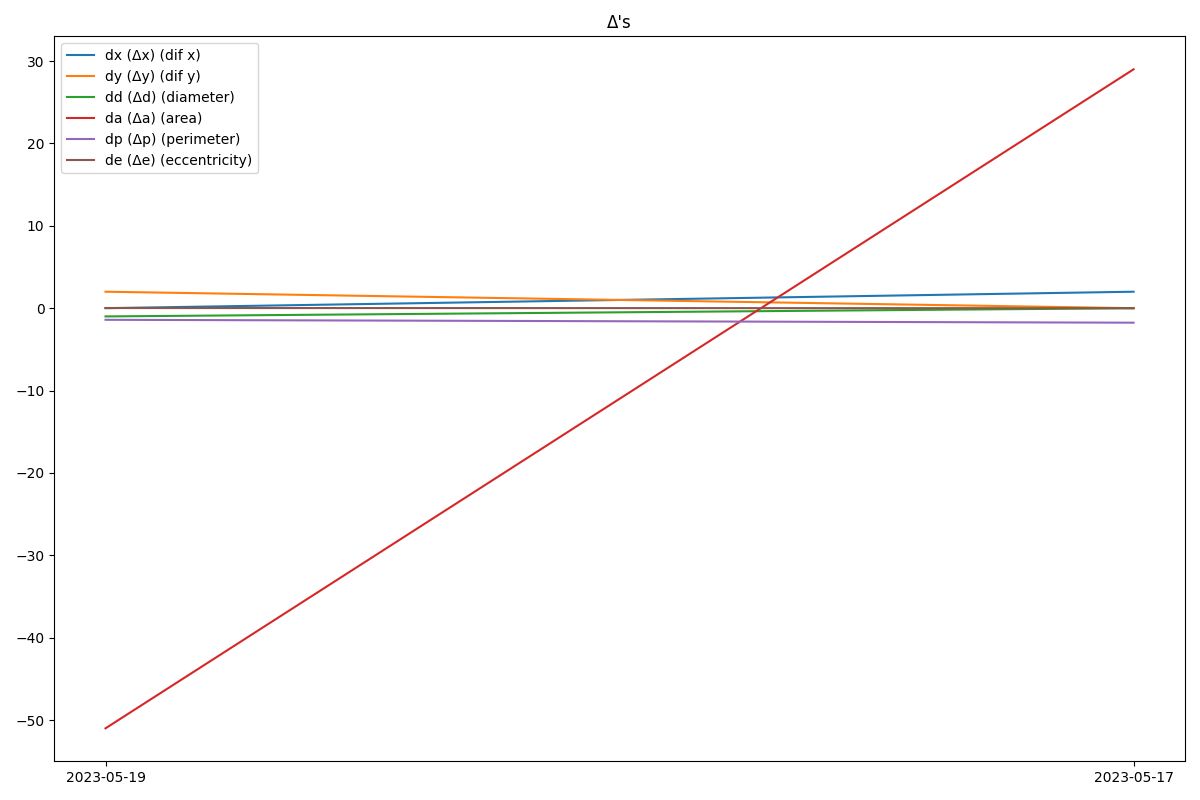 Δ's
dx (Δx) (dif x)
dy (Δy) (dif y)
dd (Δd) (diameter)
da (Δa) (area)
dp (Δp) (perimeter)
de (Δe) (eccentricity)
30
20
10
0
−10
−20
−30
−40
−50
2023-05-19
2023-05-17